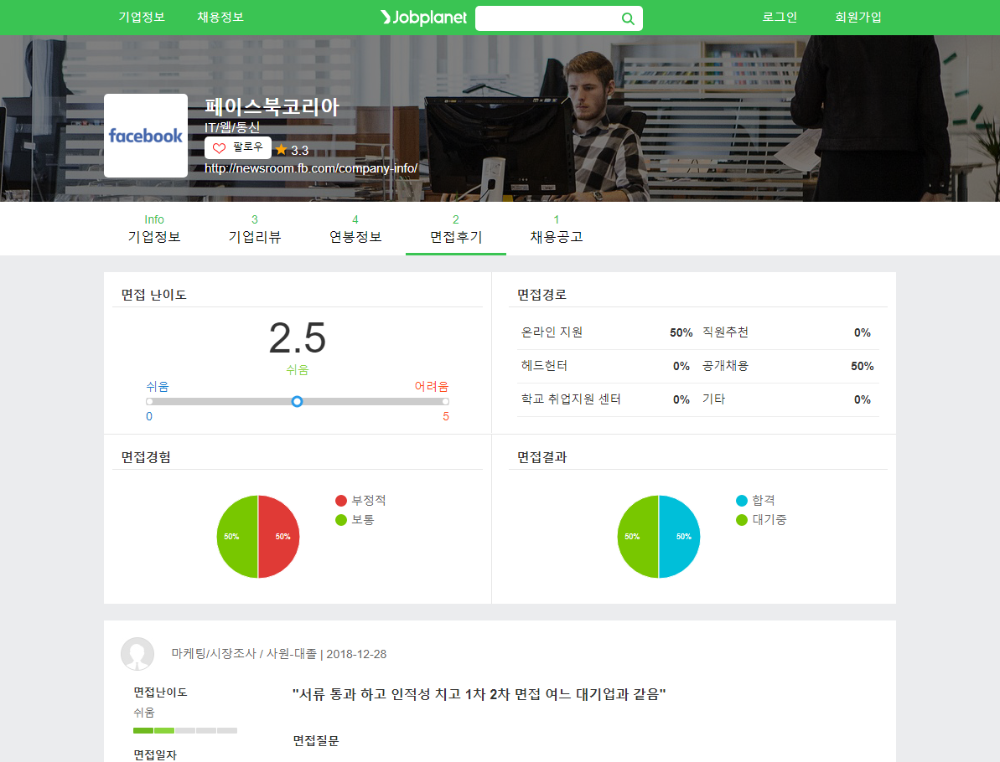 기업정보 채용정보 Jobplanet 로그인 회원가입
facebook
페이스북코리아
IT/웹/통신
팔로우 3.3
http://newsroom.fb.com/company-info/
Info 3 4 2 1
기업정보 기업리뷰 연봉정보 면접후기 채용공고
면접 난이도
2.5
쉬움
쉬움 어려움
0 5
면접경로
온라인 지원 50% 직원추천 0%
헤드헌터 0% 공개채용 50%
학교 취업지원 센터 0% 기타 0%
면접경험
50% 50%
부정적
보통
면접결과
50% 50%
합격
대기중
마케팅/시장조사 / 사원-대졸 | 2018-12-28
면접난이도
쉬움
면접일자
"서류 통과 하고 인적성 치고 1차 2차 면접 여느 대기업과 같음"
면접질문